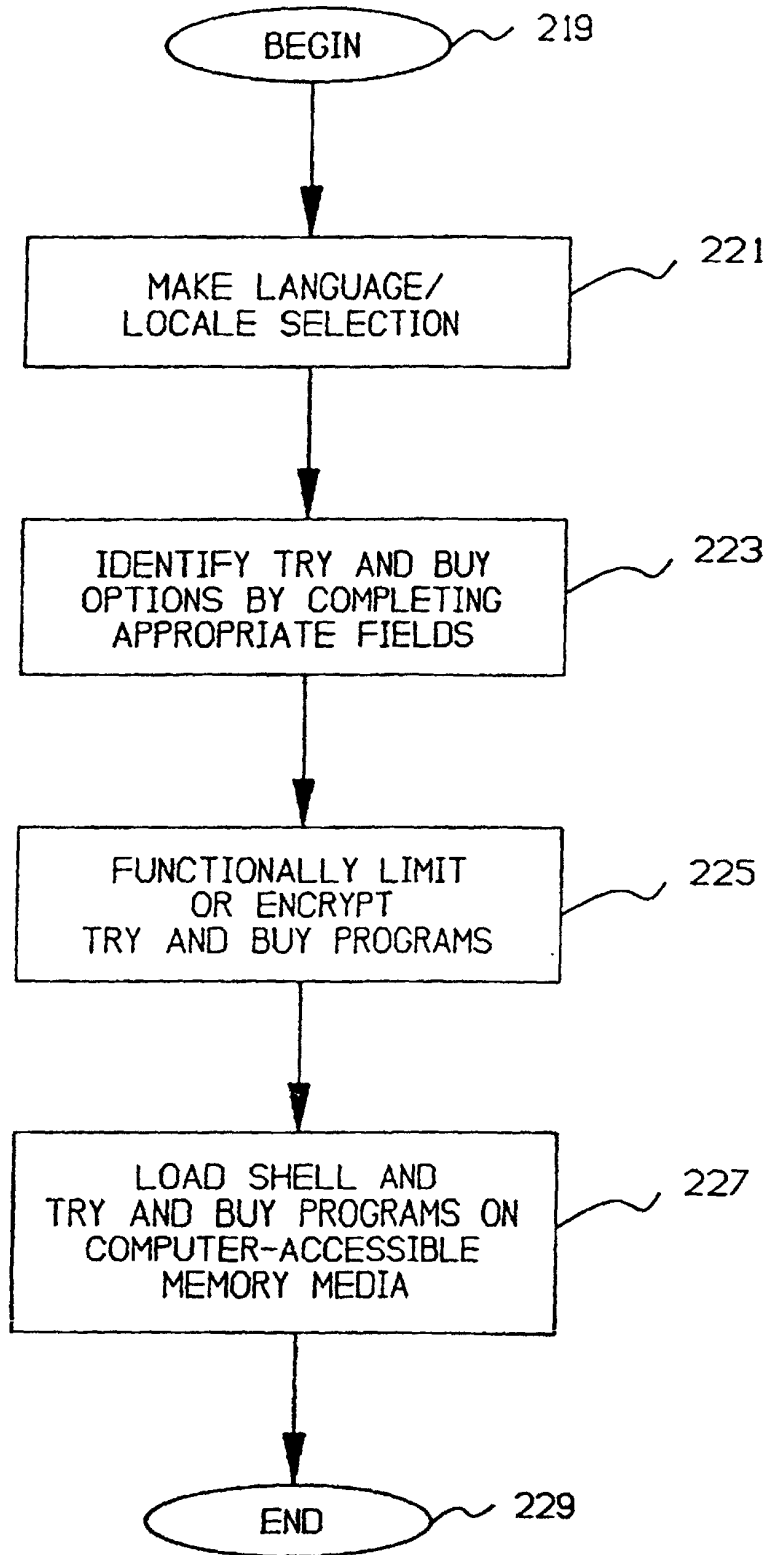 BEGIN
219
MAKE LANGUAGE/
LOCALE SELECTION
221
IDENTIFY TRY AND BUY
OPTIONS BY COMPLETING
APPROPRIATE FIELDS
223
FUNCTIONALLY LIMIT
OR ENCRYPT
TRY AND BUY PROGRAMS
225
LOAD SHELL AND
TRY AND BUY PROGRAMS ON
COMPUTER-ACCESSIBLE
MEMORY MEDIA
227
END
229